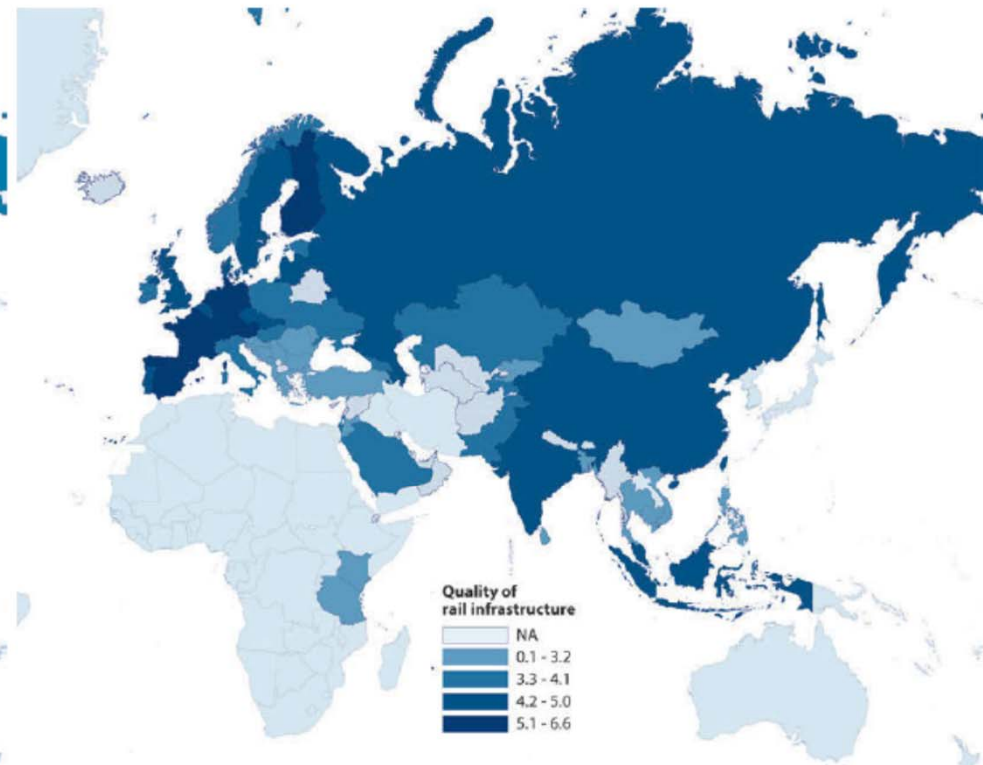 Quality of
rail infrastructure
NA
0.1 - 3.2
3.3 - 4.1
4.2 - 5.0
5.1 - 6.6